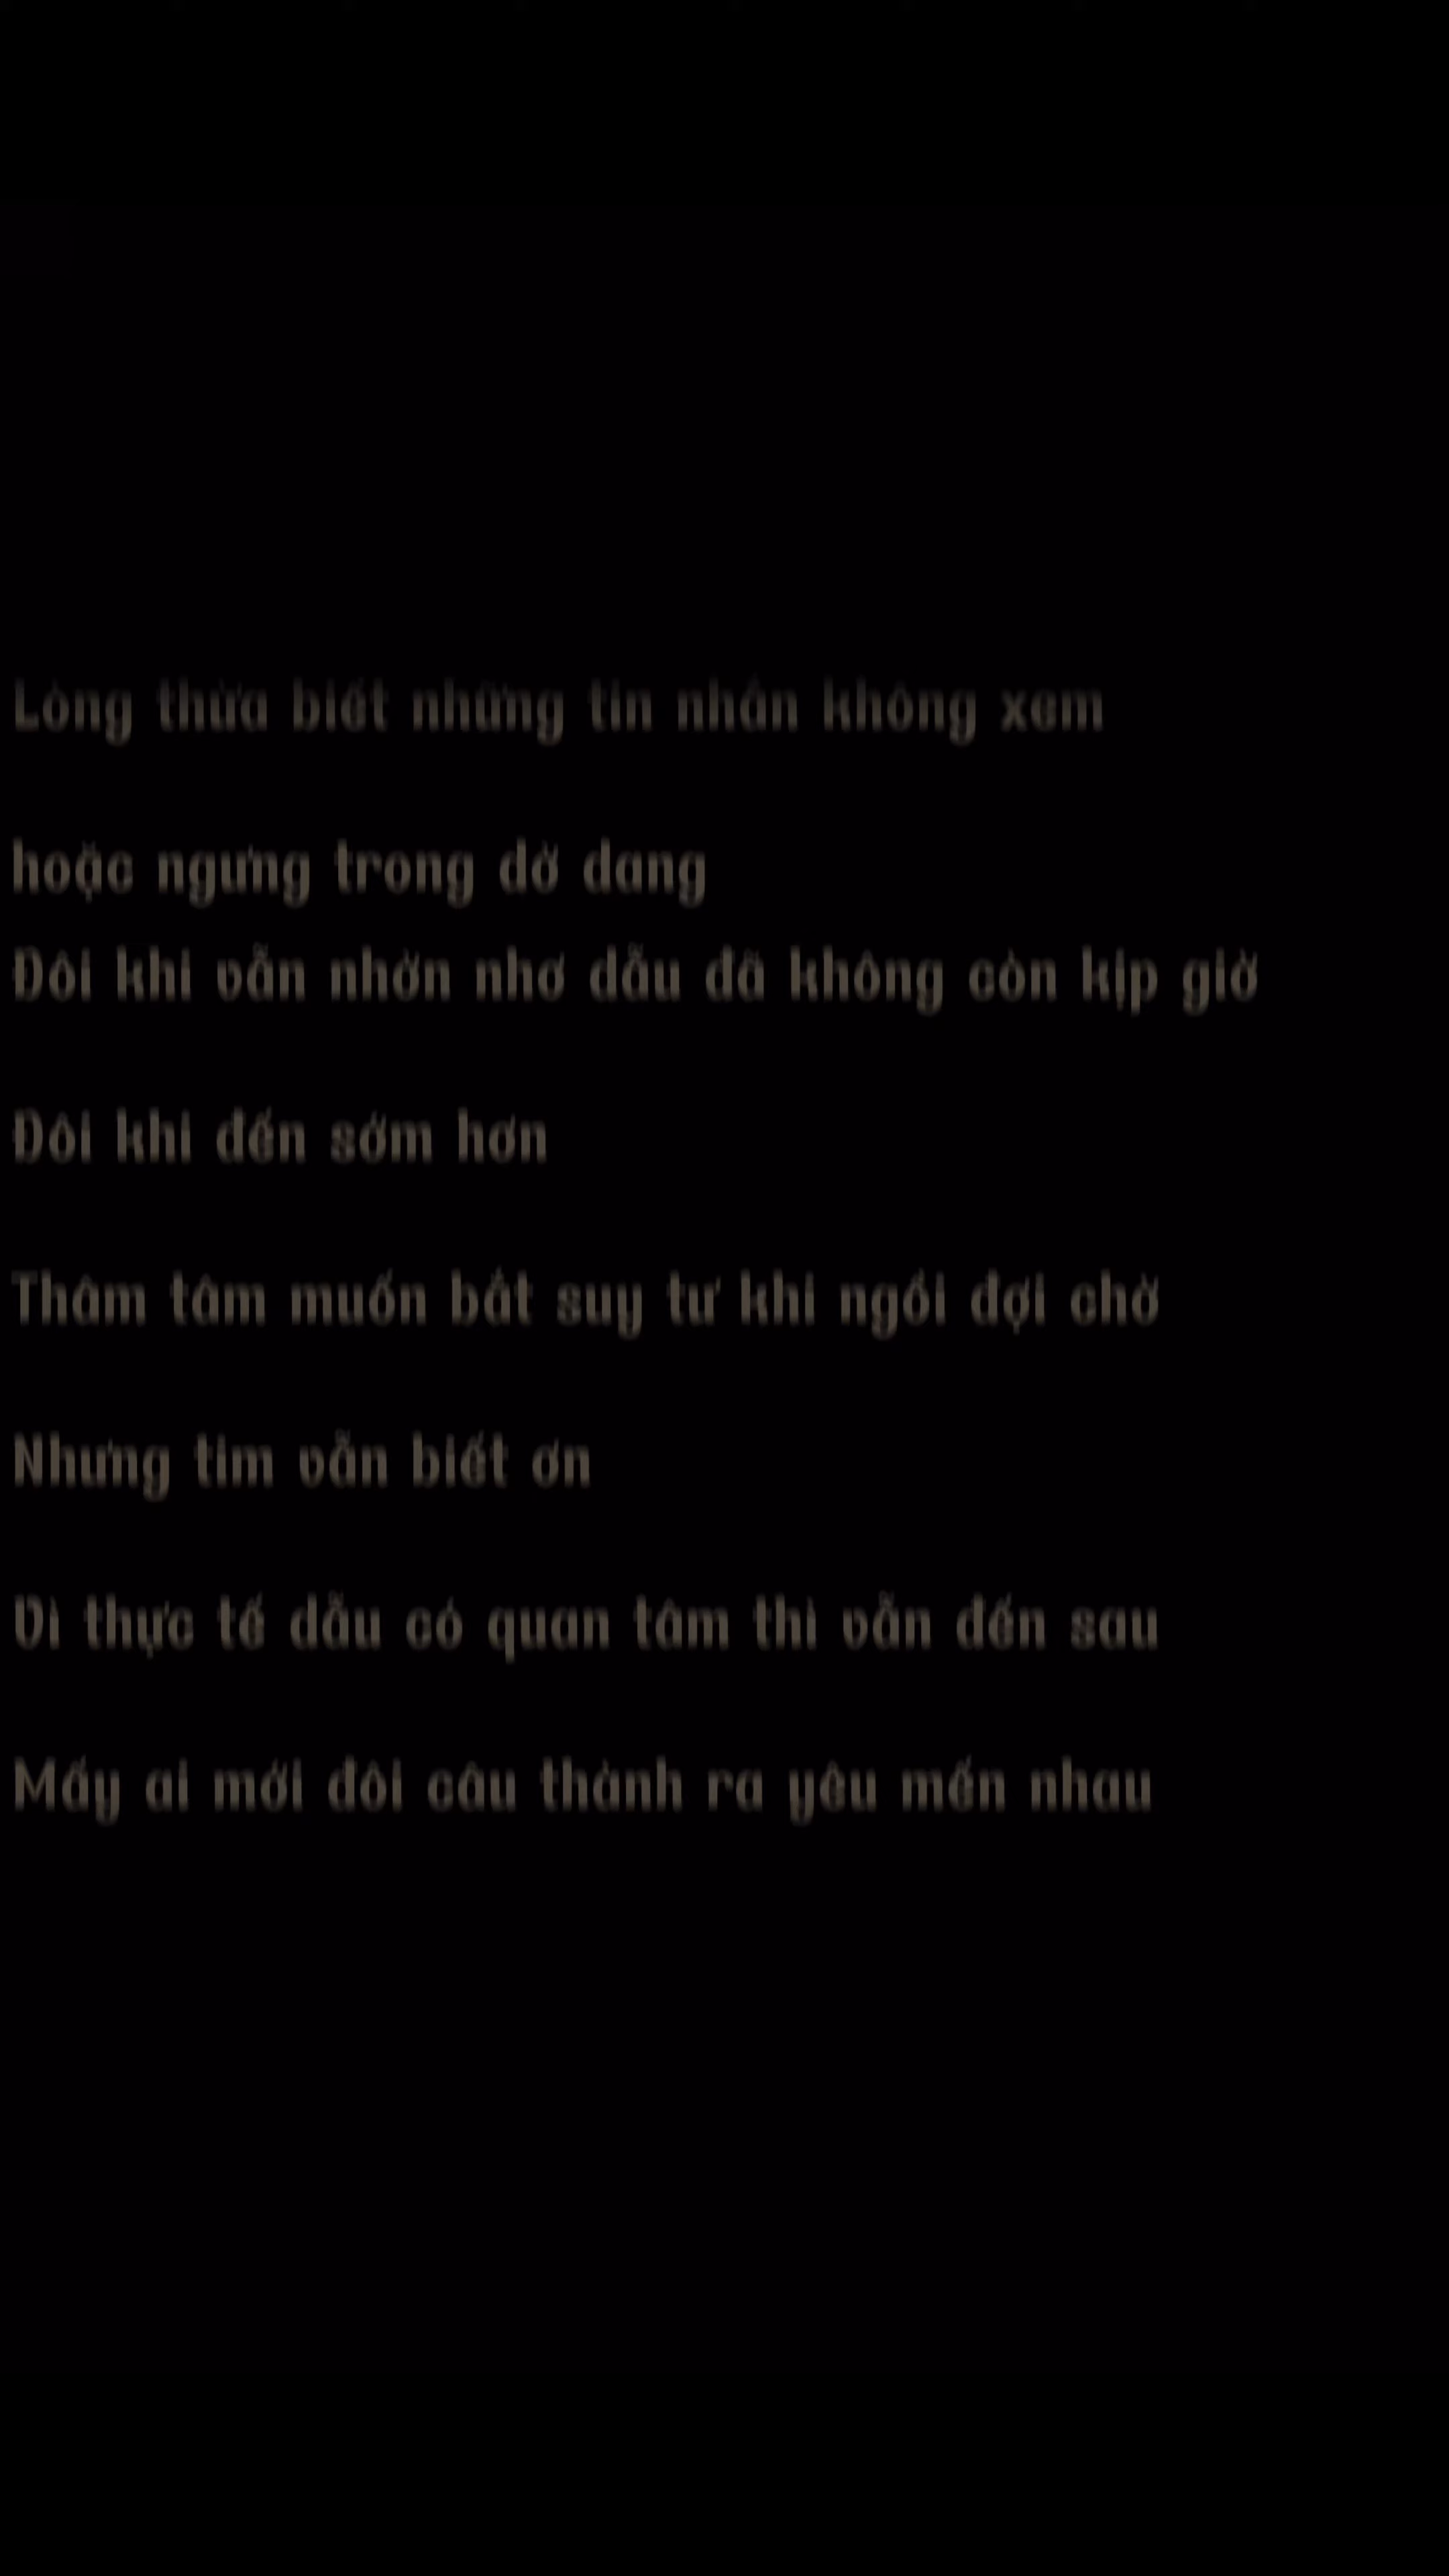 Lòng thừa biết những tin nhắn không xem
hoặc ngưng trong dở dang
Đôi khi vẫn nhởn nhơ dẫu đã không còn kịp giờ
Đôi khi đến sớm hơn
Thâm tâm muốn bắt suy tư khi ngồi đợi chờ
Nhưng tim vẫn biết ơn
Vì thực tế dẫu có quan tâm thì vẫn đến sau
Mấy ai mới đôi câu thành ra yêu mến nhau